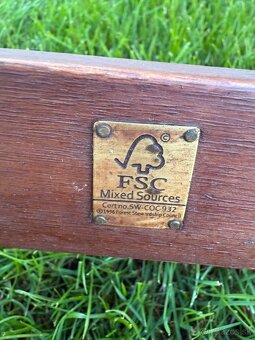 ©
FSC
Mixed Sources
Cert no. SW-COC-932
©1996 Forest Stewardship Council